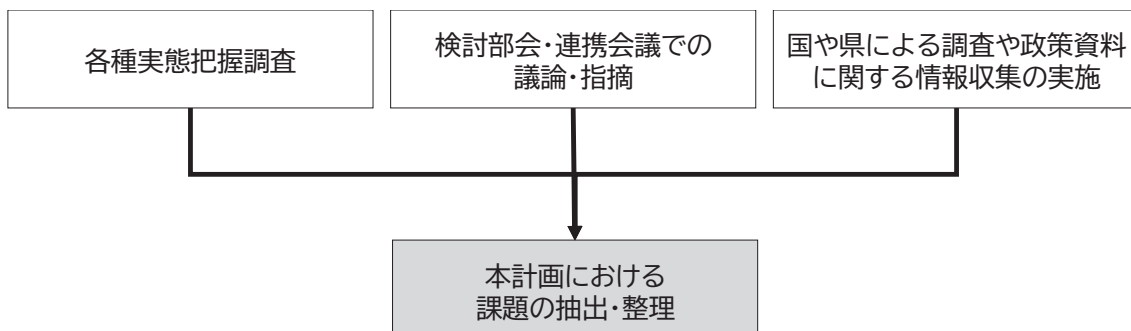 各種実態把握調査
検討部会・連携会議での
議論・指摘
国や県による調査や政策資料
に関する情報収集の実施
本計画における
課題の抽出・整理